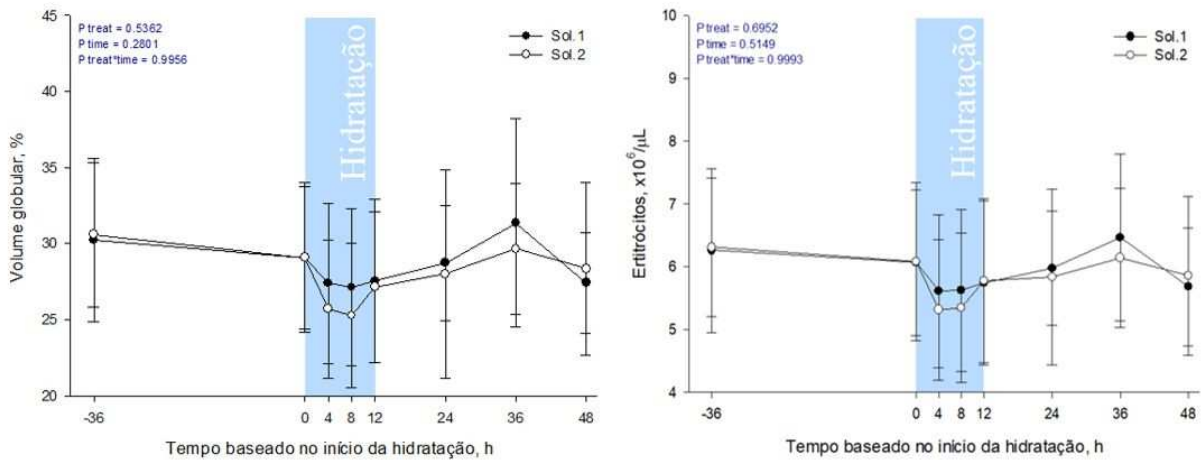 P treat = 0.5362
P time = 0.2801
P treat*time = 0.9956
Sol.1
Sol.2
Hidratação
Volume globular, %
45
40
35
30
25
20
-36 0 4 8 12 24 36 48
Tempo baseado no início da hidratação, h
P treat = 0.6952
P time = 0.5149
P treat*time = 0.9993
Sol.1
Sol.2
Hidratação
Ertitrócitos, x10⁶/µL
10
9
8
7
6
5
4
-36 0 4 8 12 24 36 48
Tempo baseado no início da hidratação, h